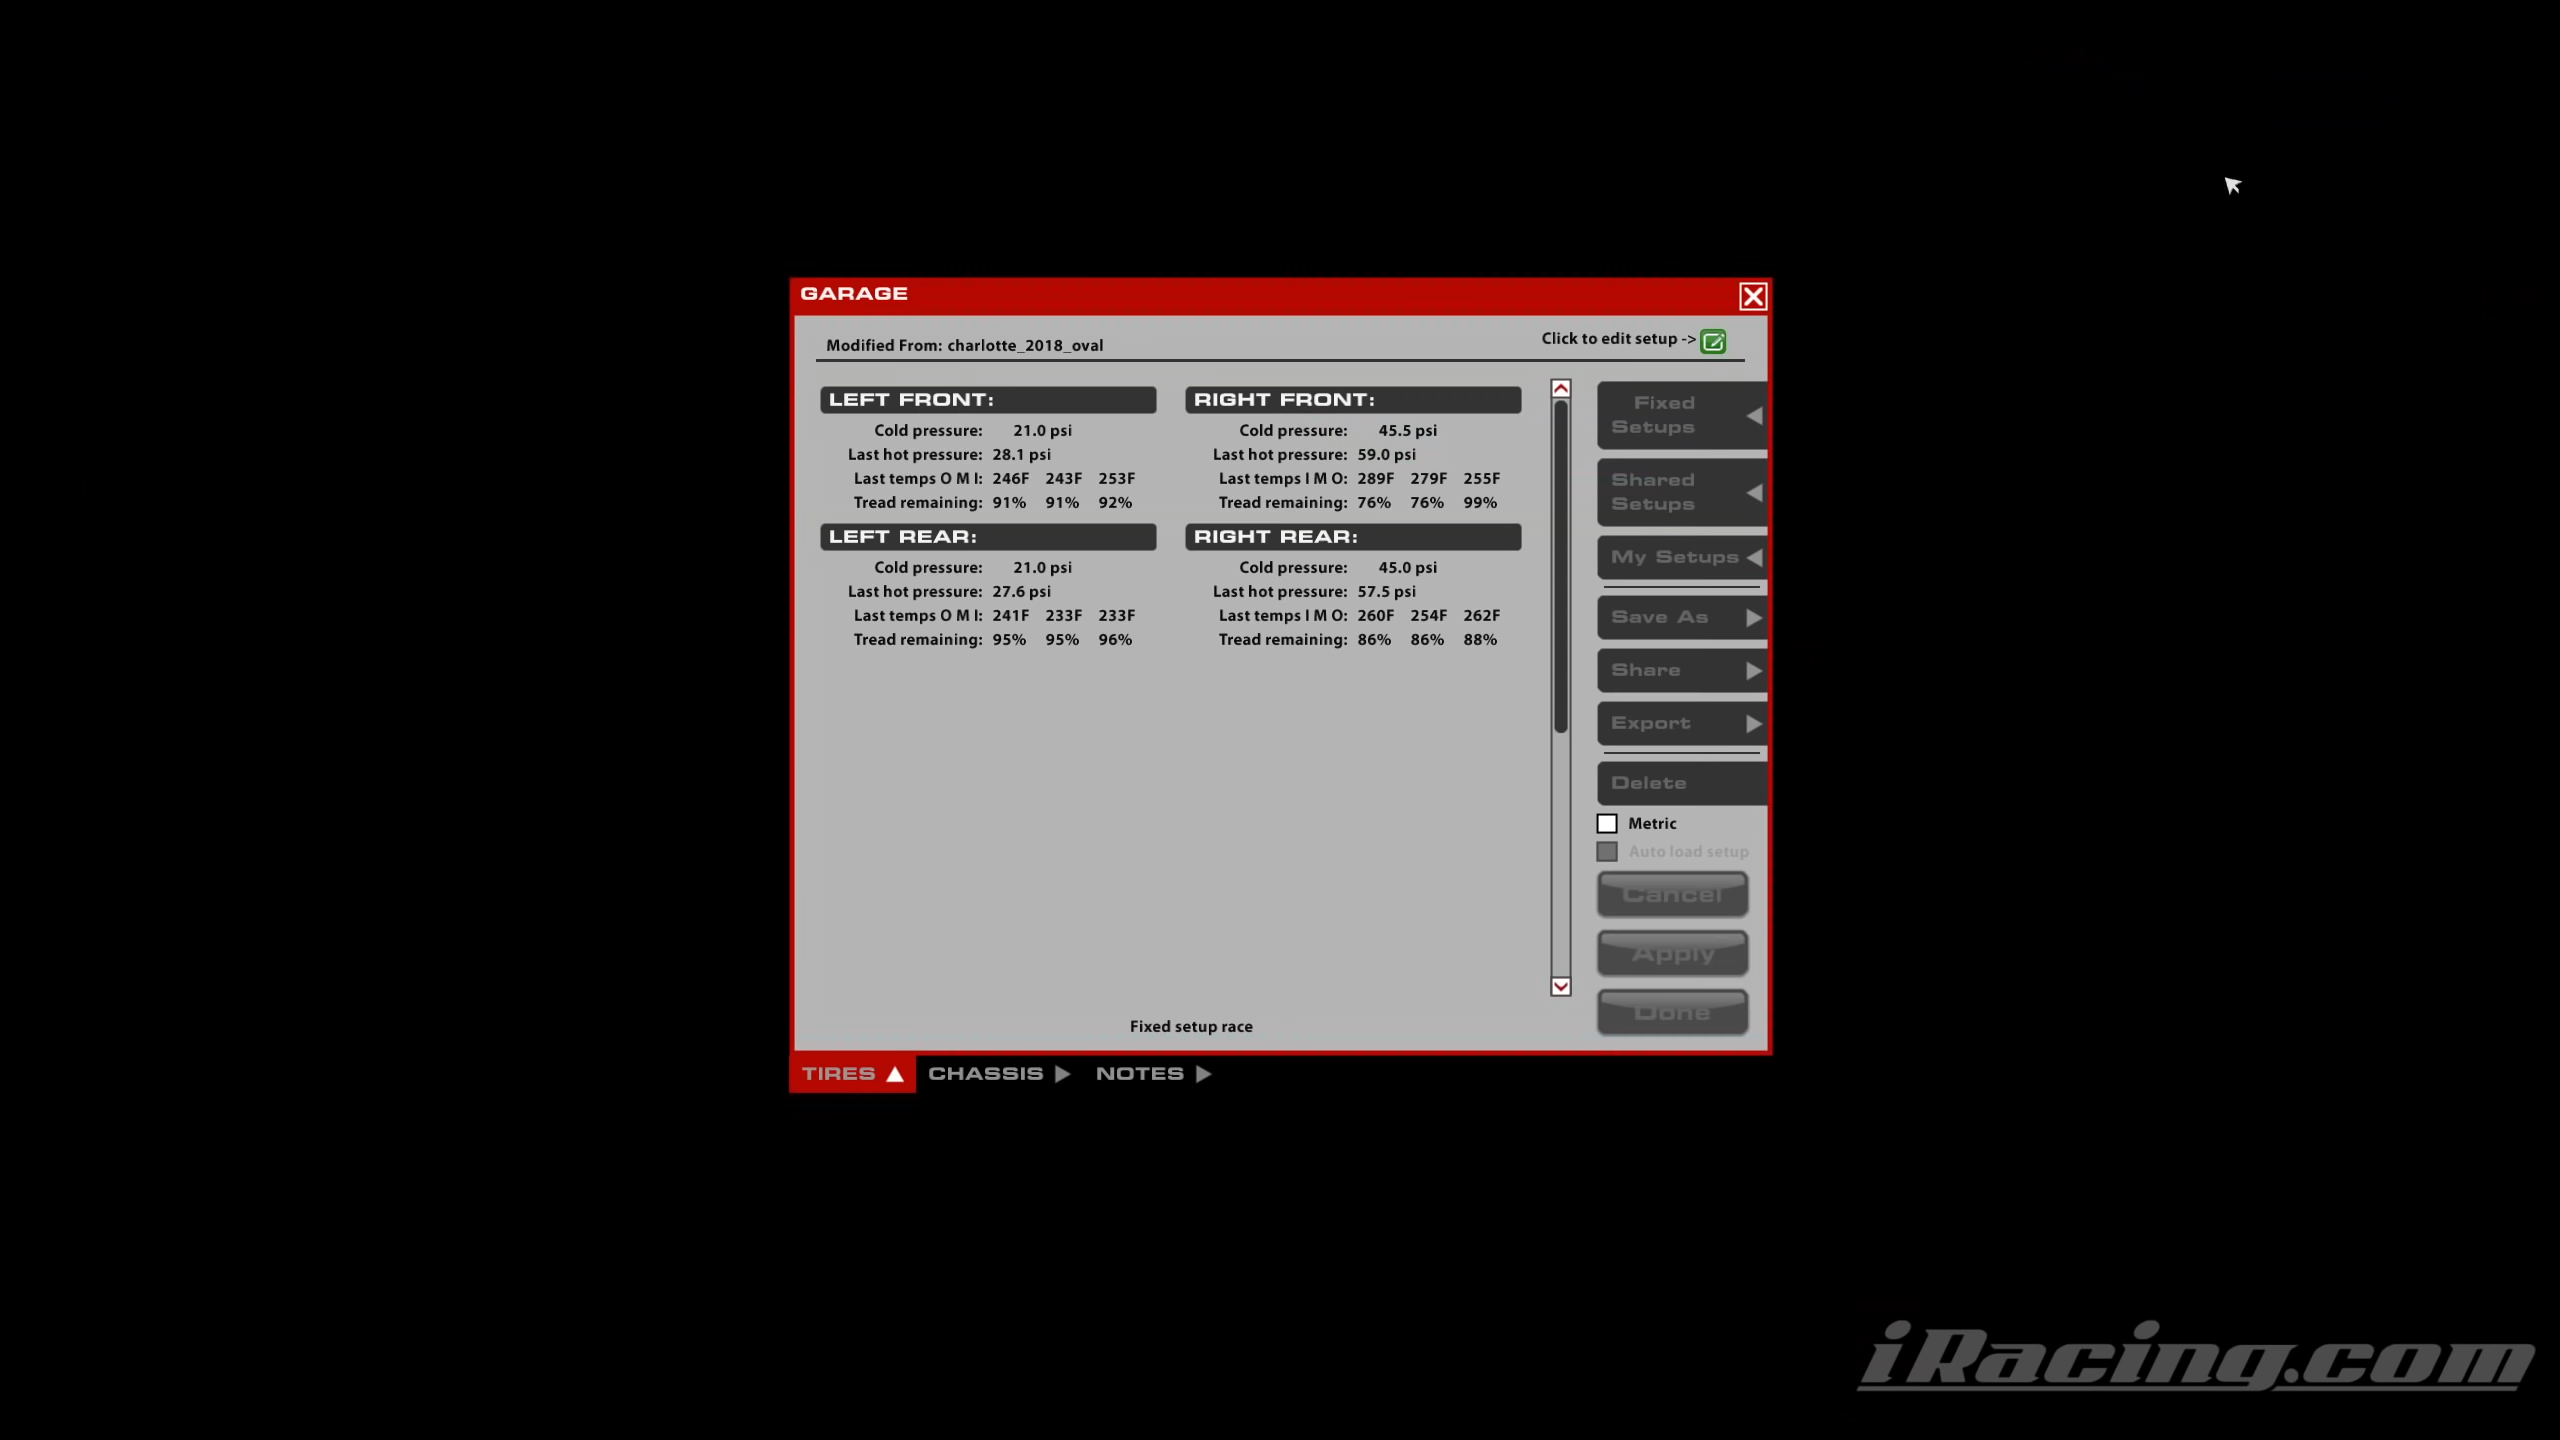 GARAGE
Modified From: charlotte_2018_oval
Click to edit setup ->
LEFT FRONT:
Cold pressure: 21.0 psi
Last hot pressure: 28.1 psi
Last temps O M I: 246F 243F 253F
Tread remaining: 91% 91% 92%
RIGHT FRONT:
Cold pressure: 45.5 psi
Last hot pressure: 59.0 psi
Last temps I M O: 289F 279F 255F
Tread remaining: 76% 76% 99%
LEFT REAR:
Cold pressure: 21.0 psi
Last hot pressure: 27.6 psi
Last temps O M I: 241F 233F 233F
Tread remaining: 95% 95% 96%
RIGHT REAR:
Cold pressure: 45.0 psi
Last hot pressure: 57.5 psi
Last temps I M O: 260F 254F 262F
Tread remaining: 86% 86% 88%
Fixed setup race
Fixed
Setups
Shared
Setups
My Setups
Save As
Share
Export
Delete
Metric
Auto load setup
Cancel
Apply
Done
TIRES CHASSIS NOTES
iRacing.com